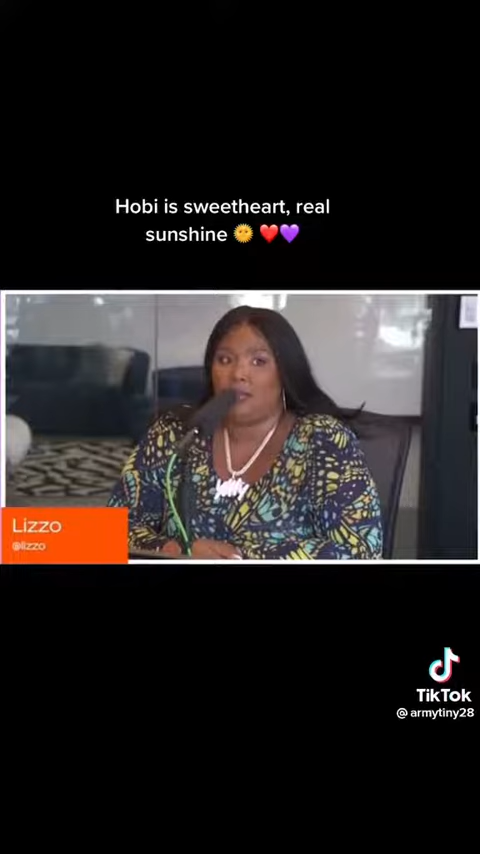 Hobi is sweetheart, real
sunshine 🌞 ❤️💜
Lizzo
@lizzo
TikTok
@ armytiny28